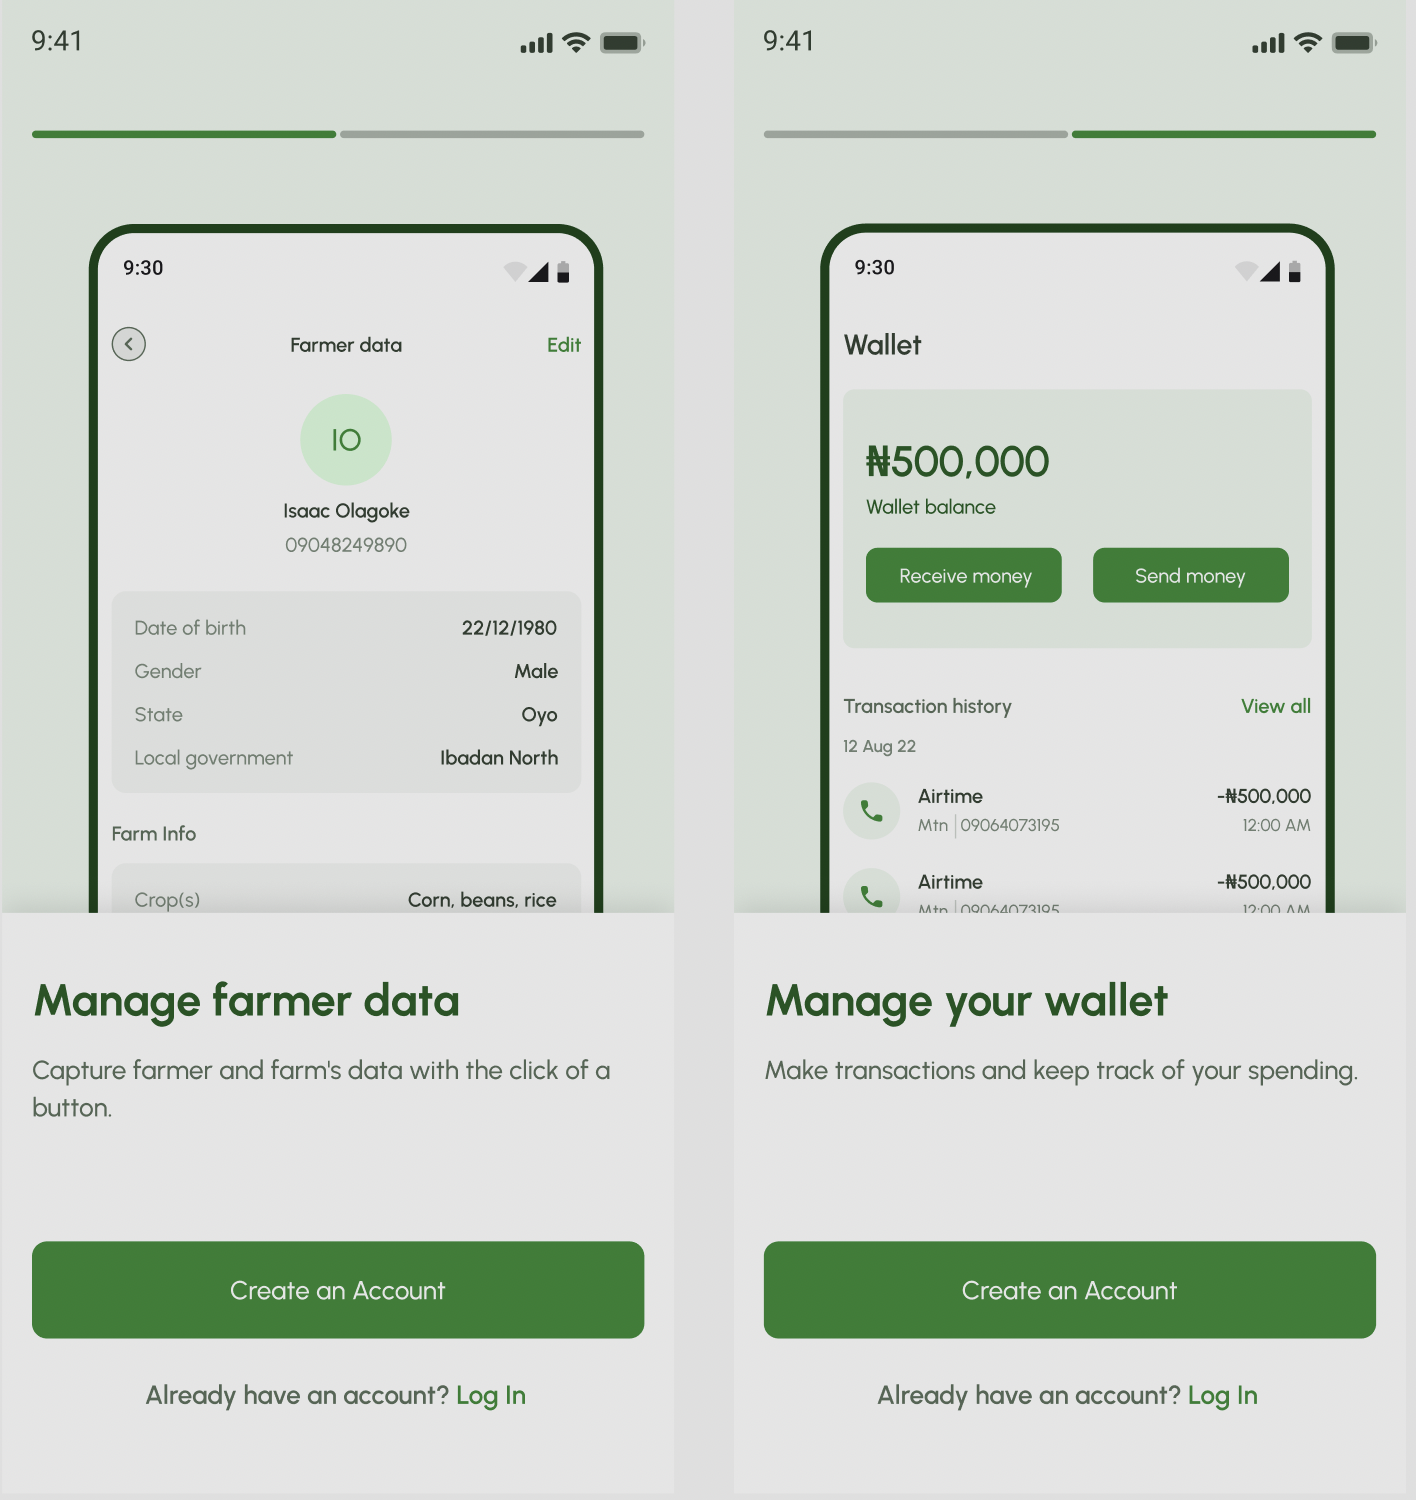 9:41
9:30
Farmer data
Edit
IO
Isaac Olagoke
09048249890
Date of birth 22/12/1980
Gender Male
State Oyo
Local government Ibadan North
Farm Info
Crop(s) Corn, beans, rice
Manage farmer data
Capture farmer and farm's data with the click of a
button.
Create an Account
Already have an account? Log In
9:41
9:30
Wallet
₦500,000
Wallet balance
Receive money
Send money
Transaction history View all
12 Aug 22
Airtime -₦500,000
Mtn 09064073195 12:00 AM
Airtime -₦500,000
Mtn 09064073195 12:00 AM
Manage your wallet
Make transactions and keep track of your spending.
Create an Account
Already have an account? Log In